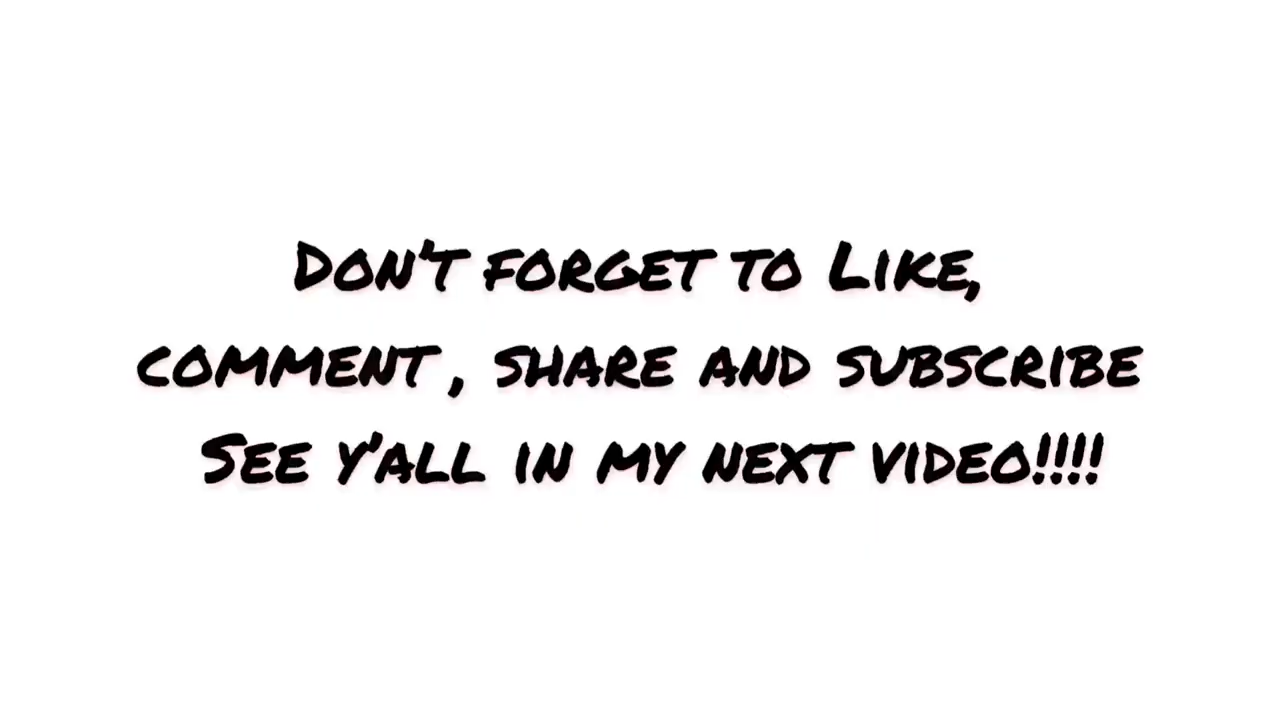 Don't forget to Like,
comment , share and subscribe
See y'all in my next video!!!!